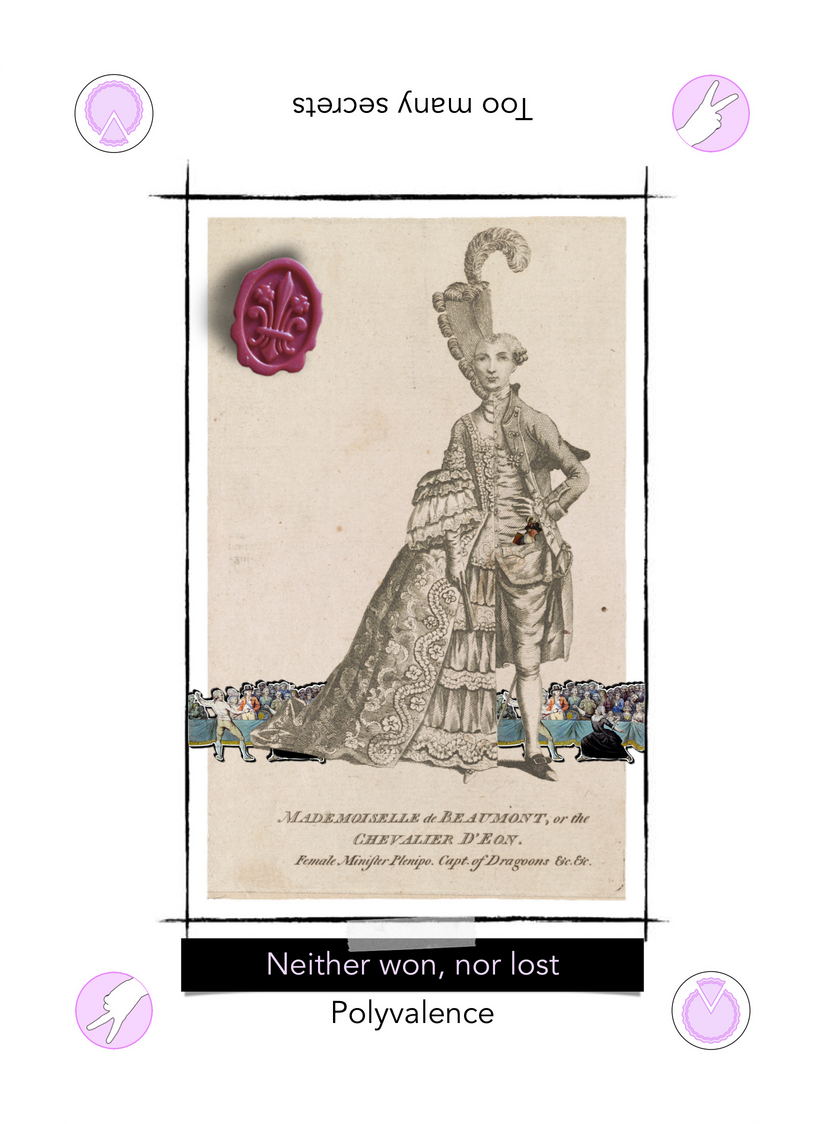 Too many secrets
MADEMOISELLE de BEAUMONT, or the
CHEVALIER D'EON.
Female Miniſter Plenipo. Capt. of Dragoons &c. &c.
Neither won, nor lost
Polyvalence